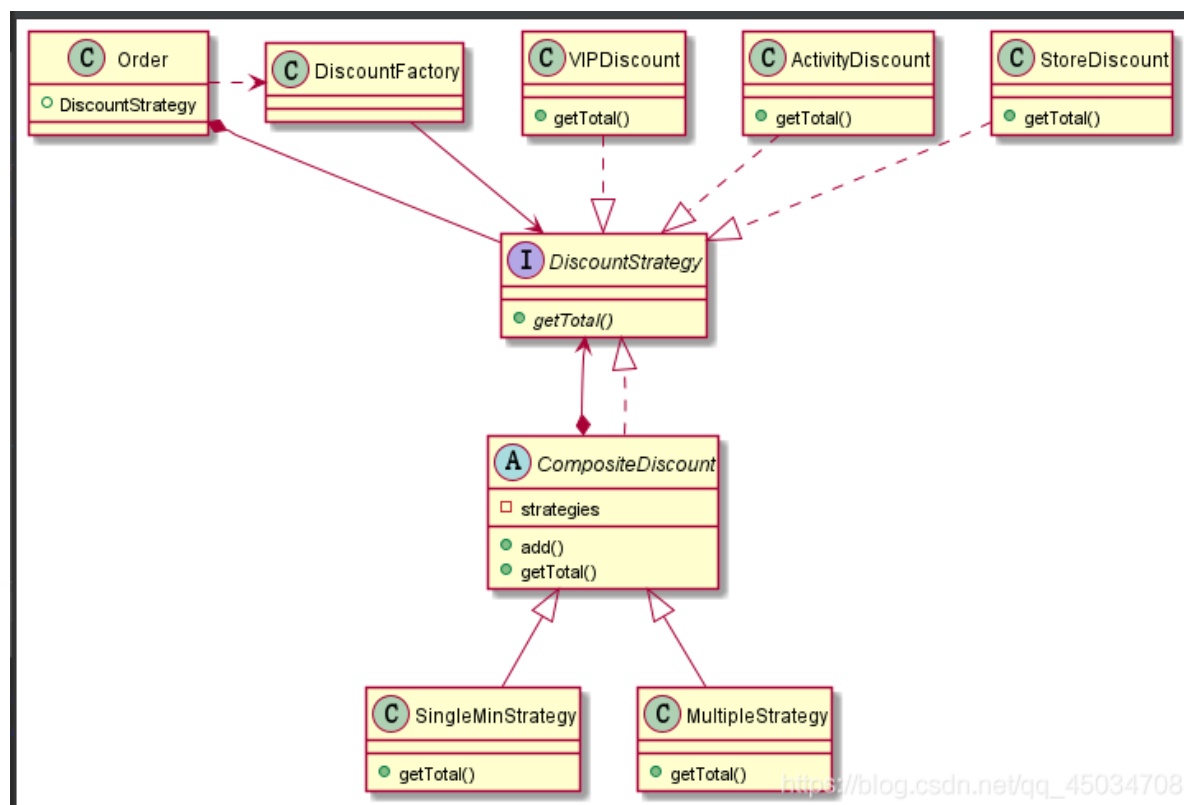 C Order
DiscountStrategy
C DiscountFactory
C VIPDiscount
getTotal()
C ActivityDiscount
getTotal()
C StoreDiscount
getTotal()
I DiscountStrategy
getTotal()
A CompositeDiscount
strategies
add()
getTotal()
C SingleMinStrategy
getTotal()
C MultipleStrategy
getTotal()
https://blog.csdn.net/qq_45034708